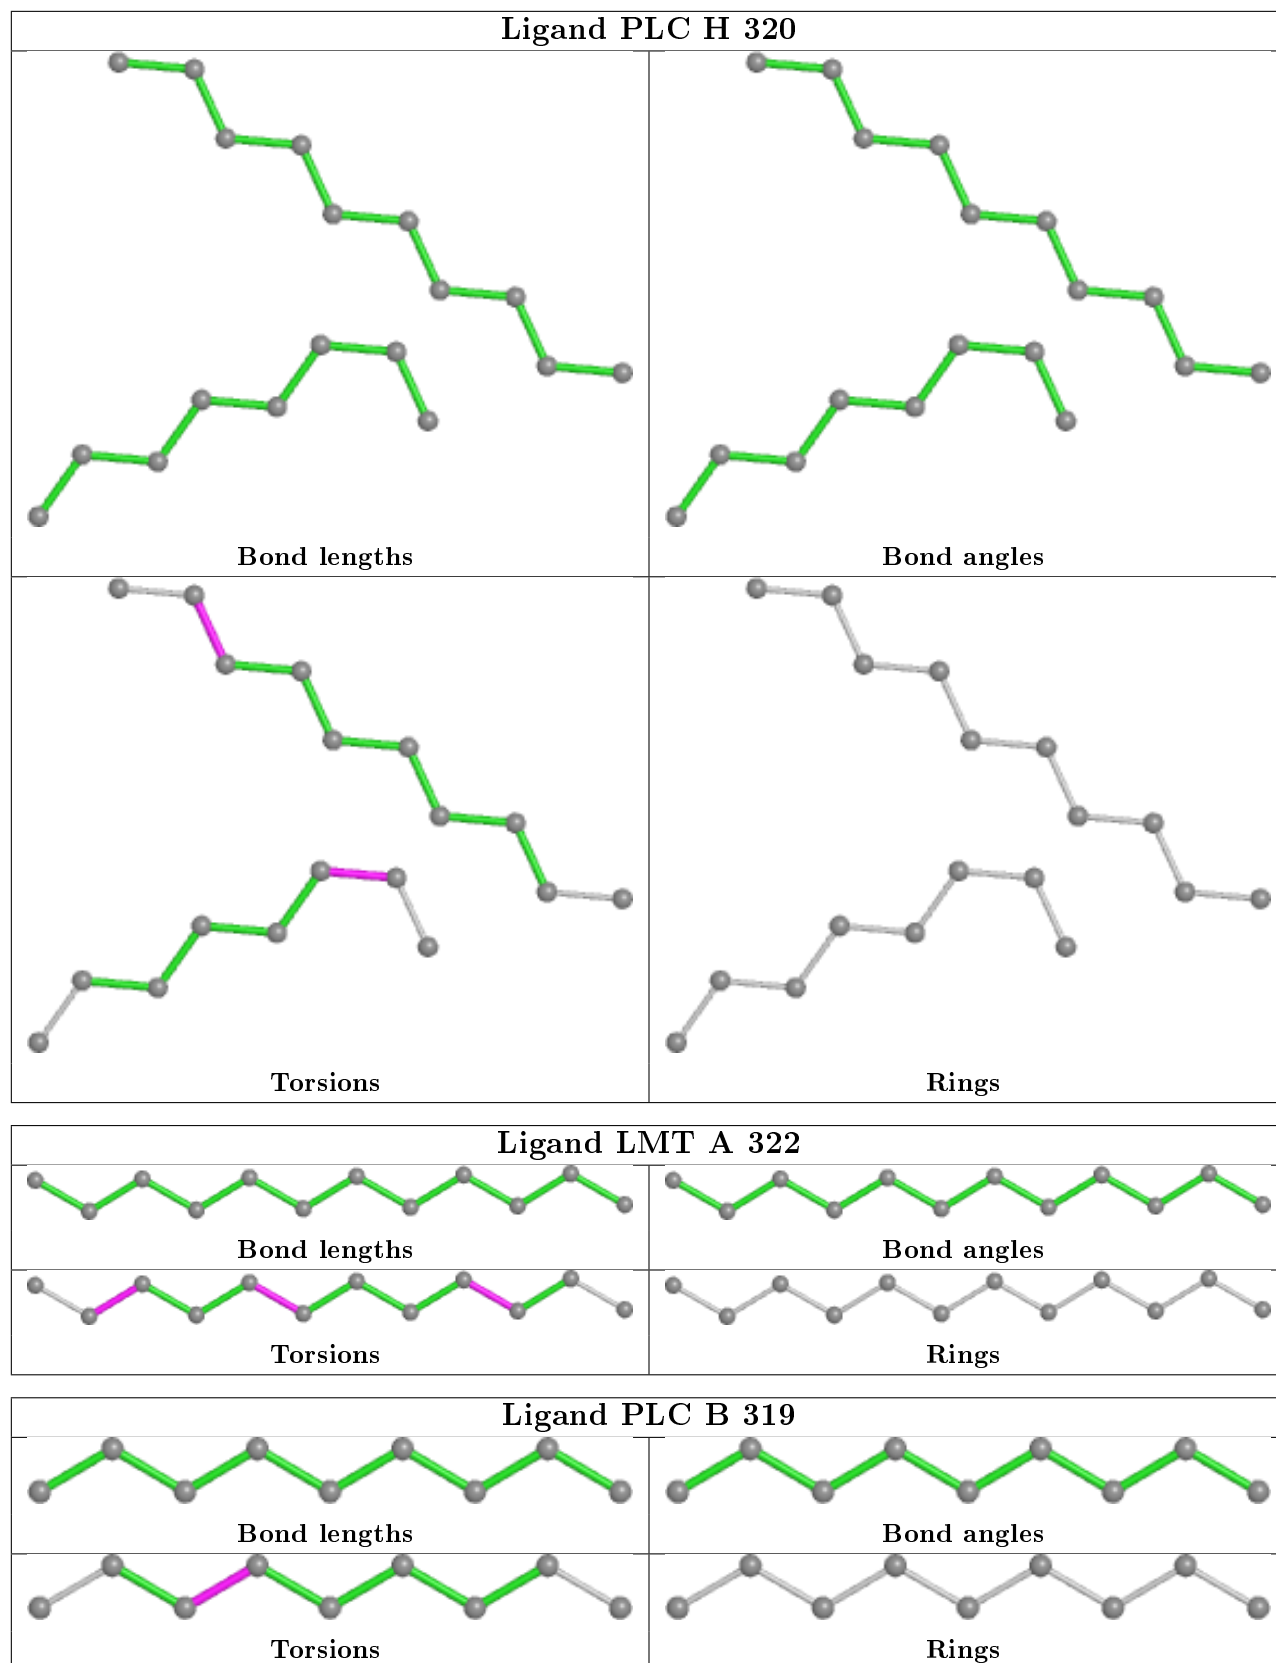 Ligand PLC H 320
Bond lengths
Bond angles
Torsions
Rings
Ligand LMT A 322
Bond lengths
Bond angles
Torsions
Rings
Ligand PLC B 319
Bond lengths
Bond angles
Torsions
Rings